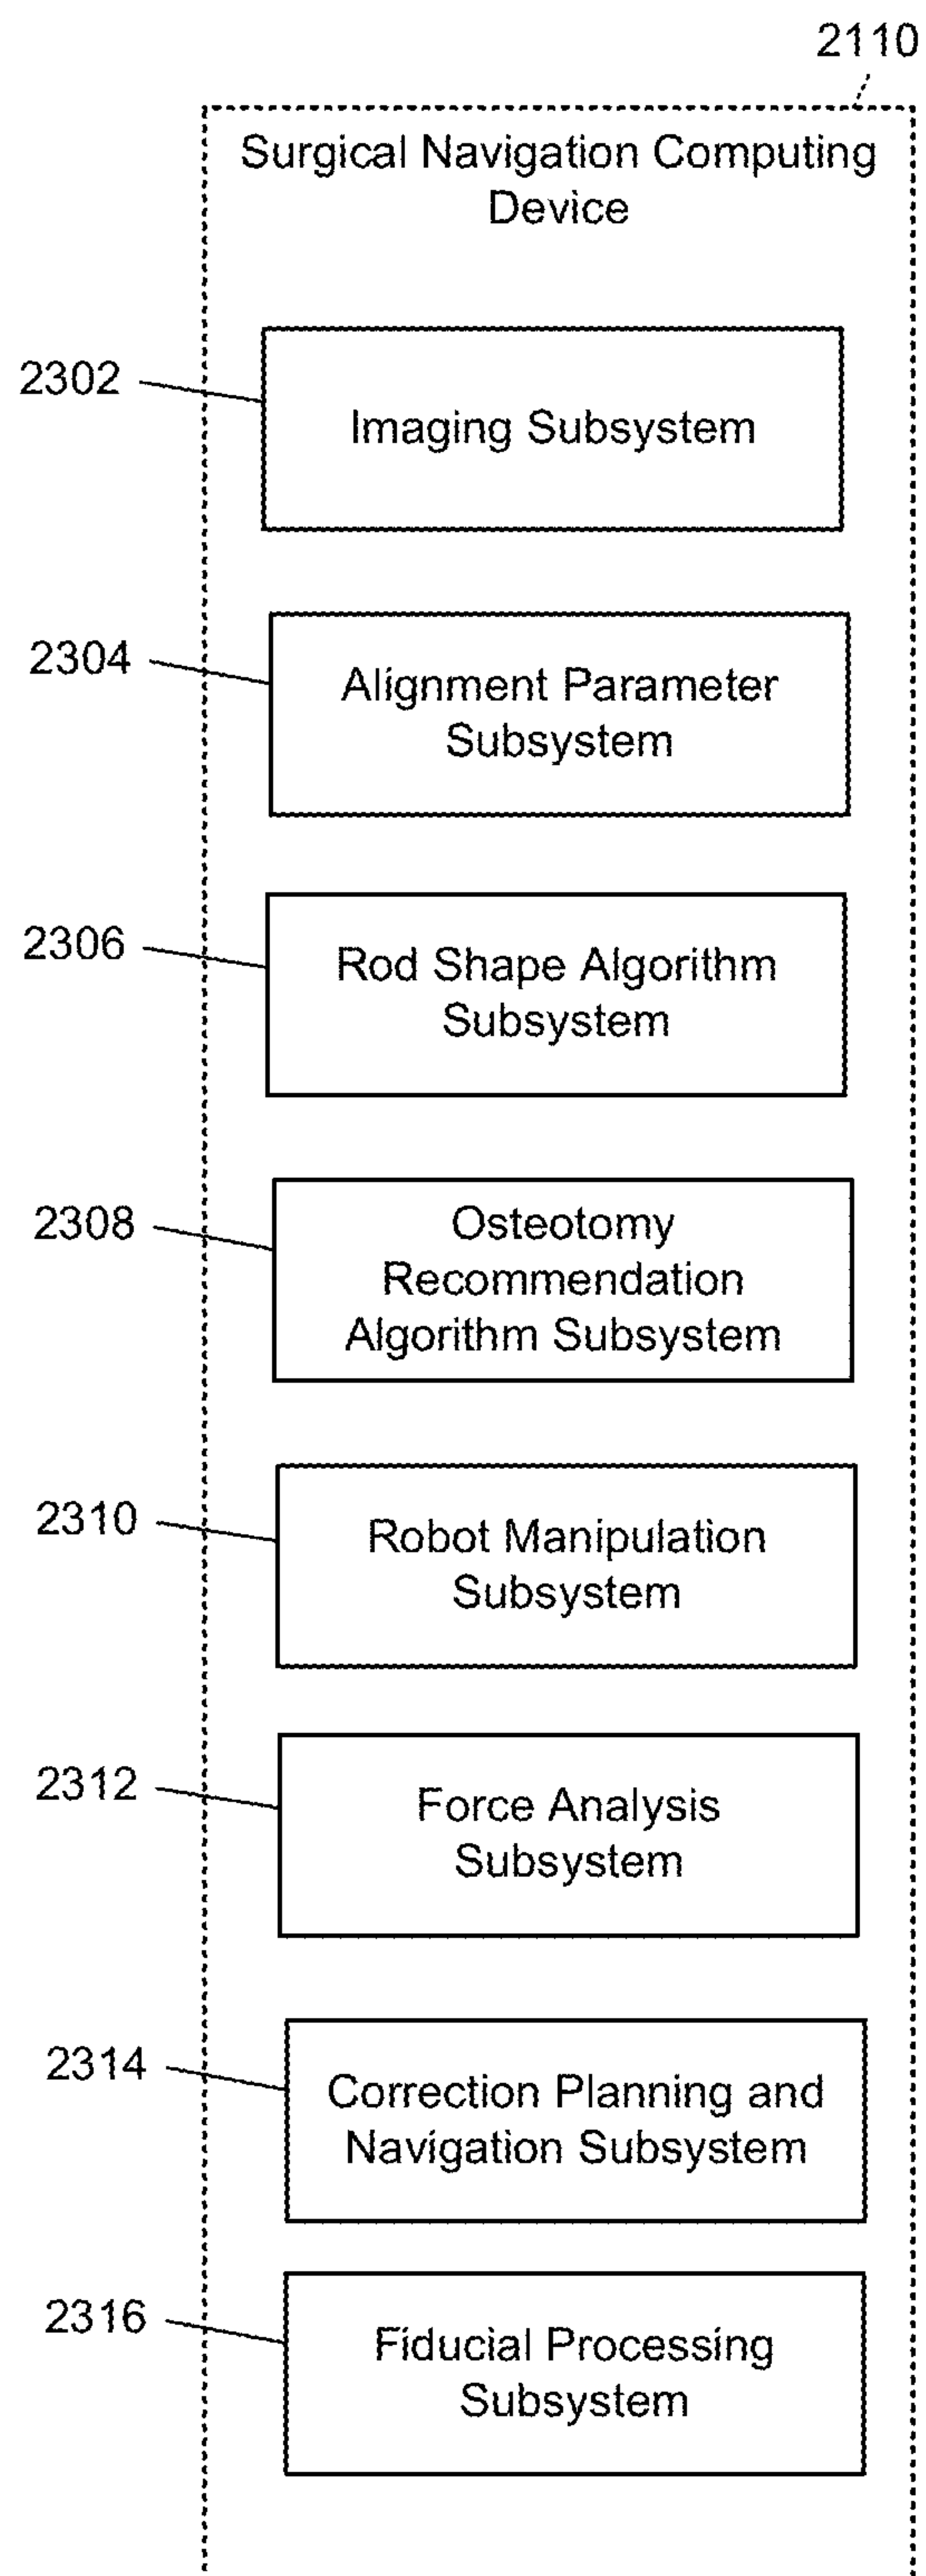 2110
Surgical Navigation Computing
Device
2302
Imaging Subsystem
2304
Alignment Parameter
Subsystem
2306
Rod Shape Algorithm
Subsystem
2308
Osteotomy
Recommendation
Algorithm Subsystem
2310
Robot Manipulation
Subsystem
2312
Force Analysis
Subsystem
2314
Correction Planning and
Navigation Subsystem
2316
Fiducial Processing
Subsystem